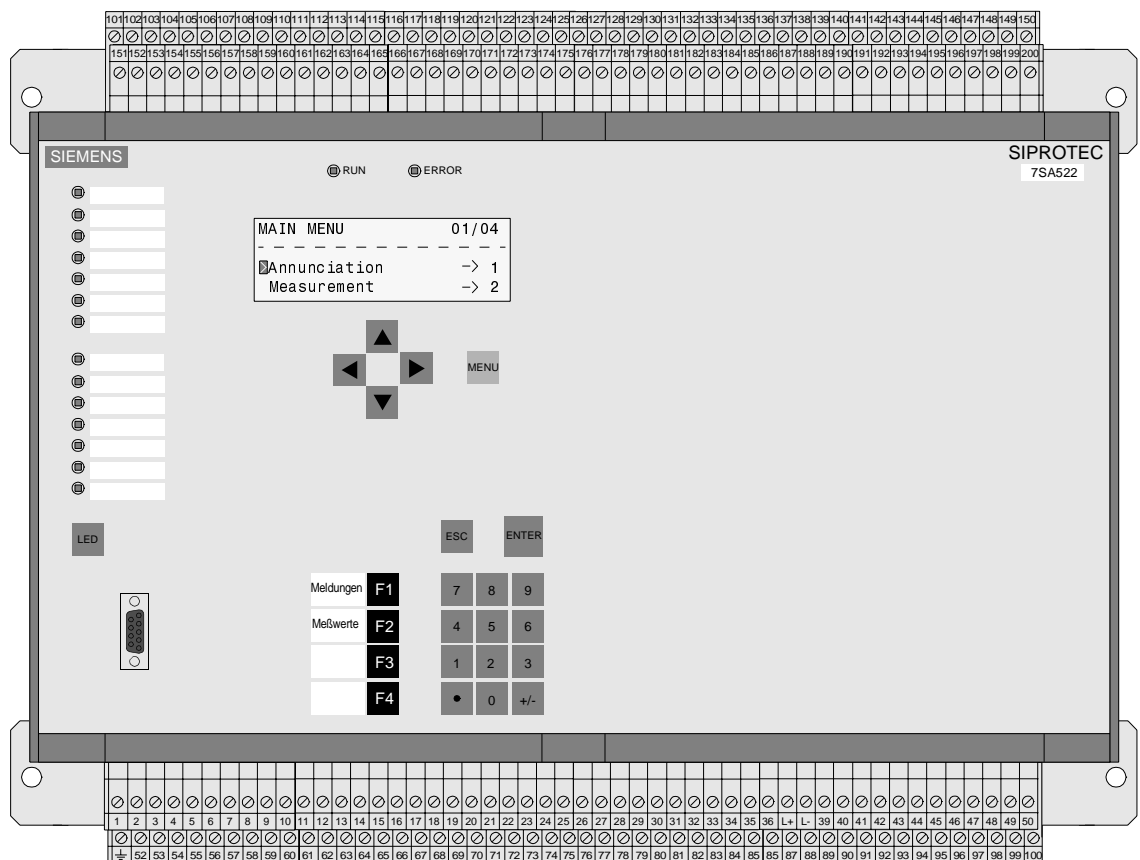 101 102 103 104 105 106 107 108 109 110 111 112 113 114 115 116 117 118 119 120 121 122 123 124 125 126 127 128 129 130 131 132 133 134 135 136 137 138 139 140 141 142 143 144 145 146 147 148 149 150
151 152 153 154 155 156 157 158 159 160 161 162 163 164 165 166 167 168 169 170 171 172 173 174 175 176 177 178 179 180 181 182 183 184 185 186 187 188 189 190 191 192 193 194 195 196 197 198 199 200
SIEMENS
RUN
ERROR
SIPROTEC
7SA522
MAIN MENU 01/04
Annunciation -> 1
Measurement -> 2
MENU
LED
ESC ENTER
Meldungen F1 7 8 9
Meßwerte F2 4 5 6
F3 1 2 3
F4 • 0 +/-
1 2 3 4 5 6 7 8 9 10 11 12 13 14 15 16 17 18 19 20 21 22 23 24 25 26 27 28 29 30 31 32 33 34 35 36 L+ L- 39 40 41 42 43 44 45 46 47 48 49 50
52 53 54 55 56 57 58 59 60 61 62 63 64 65 66 67 68 69 70 71 72 73 74 75 76 77 78 79 80 81 82 83 84 85 85 87 88 89 90 91 92 93 94 95 96 97 98 99 100